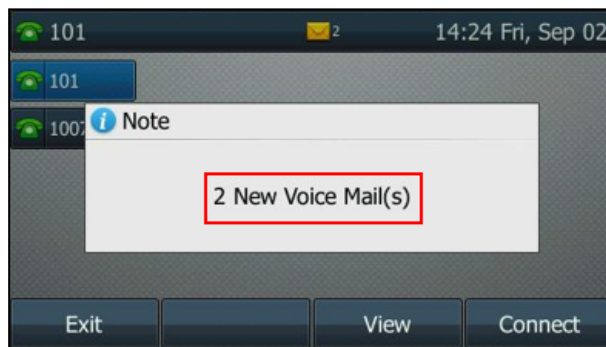 101 2 14:24 Fri, Sep 02
101
1007
Note
2 New Voice Mail(s)
Exit View Connect